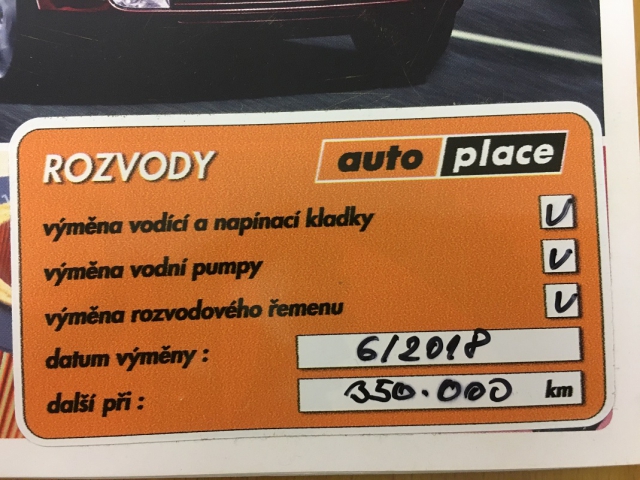 ROZVODY auto place
výměna vodící a napínací kladky V
výměna vodní pumpy V
výměna rozvodového řemenu V
datum výměny : 6/2018
další při : 350.000 km